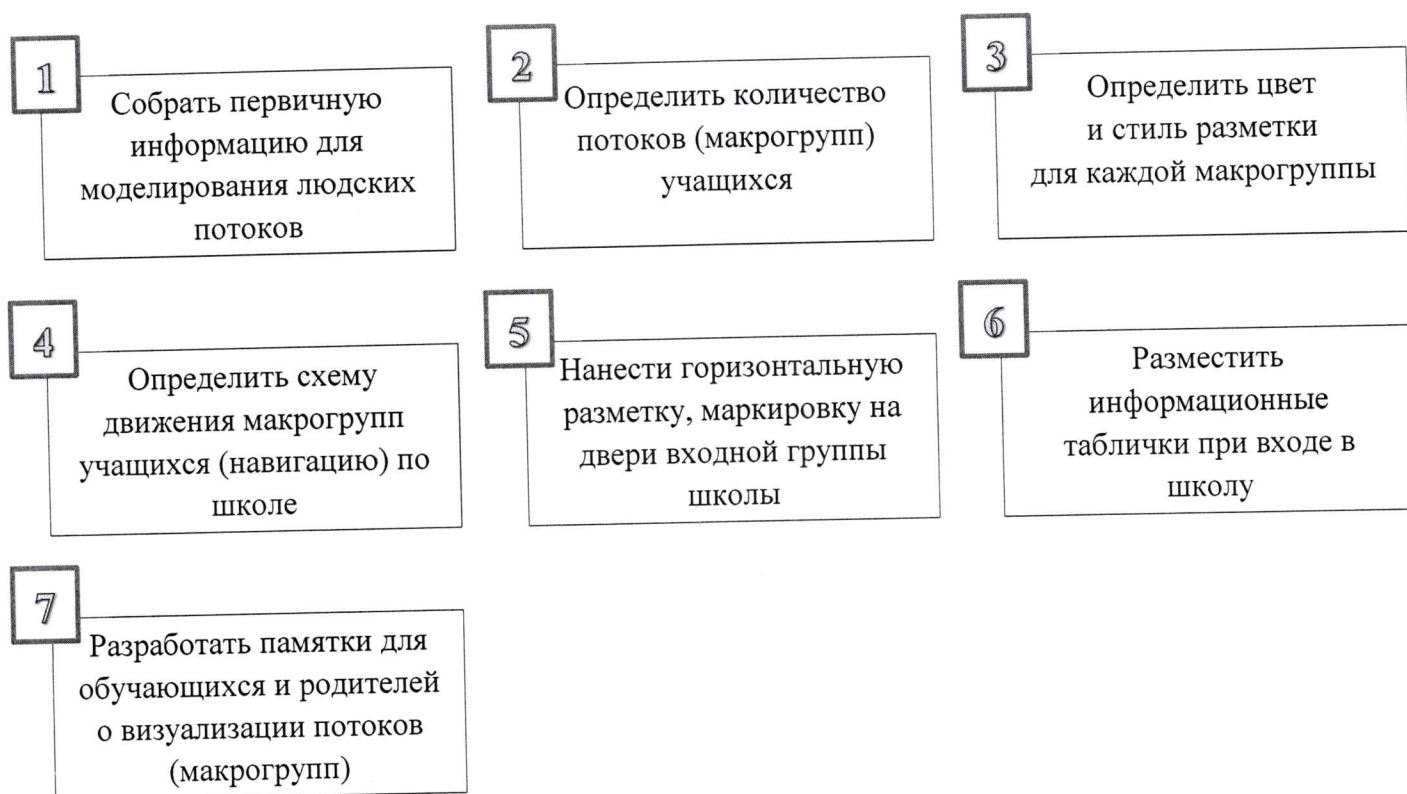 1
Собрать первичную
информацию для
моделирования людских
потоков
2
Определить количество
потоков (макрогрупп)
учащихся
3
Определить цвет
и стиль разметки
для каждой макрогруппы
4
Определить схему
движения макрогрупп
учащихся (навигацию) по
школе
5
Нанести горизонтальную
разметку, маркировку на
двери входной группы
школы
6
Разместить
информационные
таблички при входе в
школу
7
Разработать памятки для
обучающихся и родителей
о визуализации потоков
(макрогрупп)